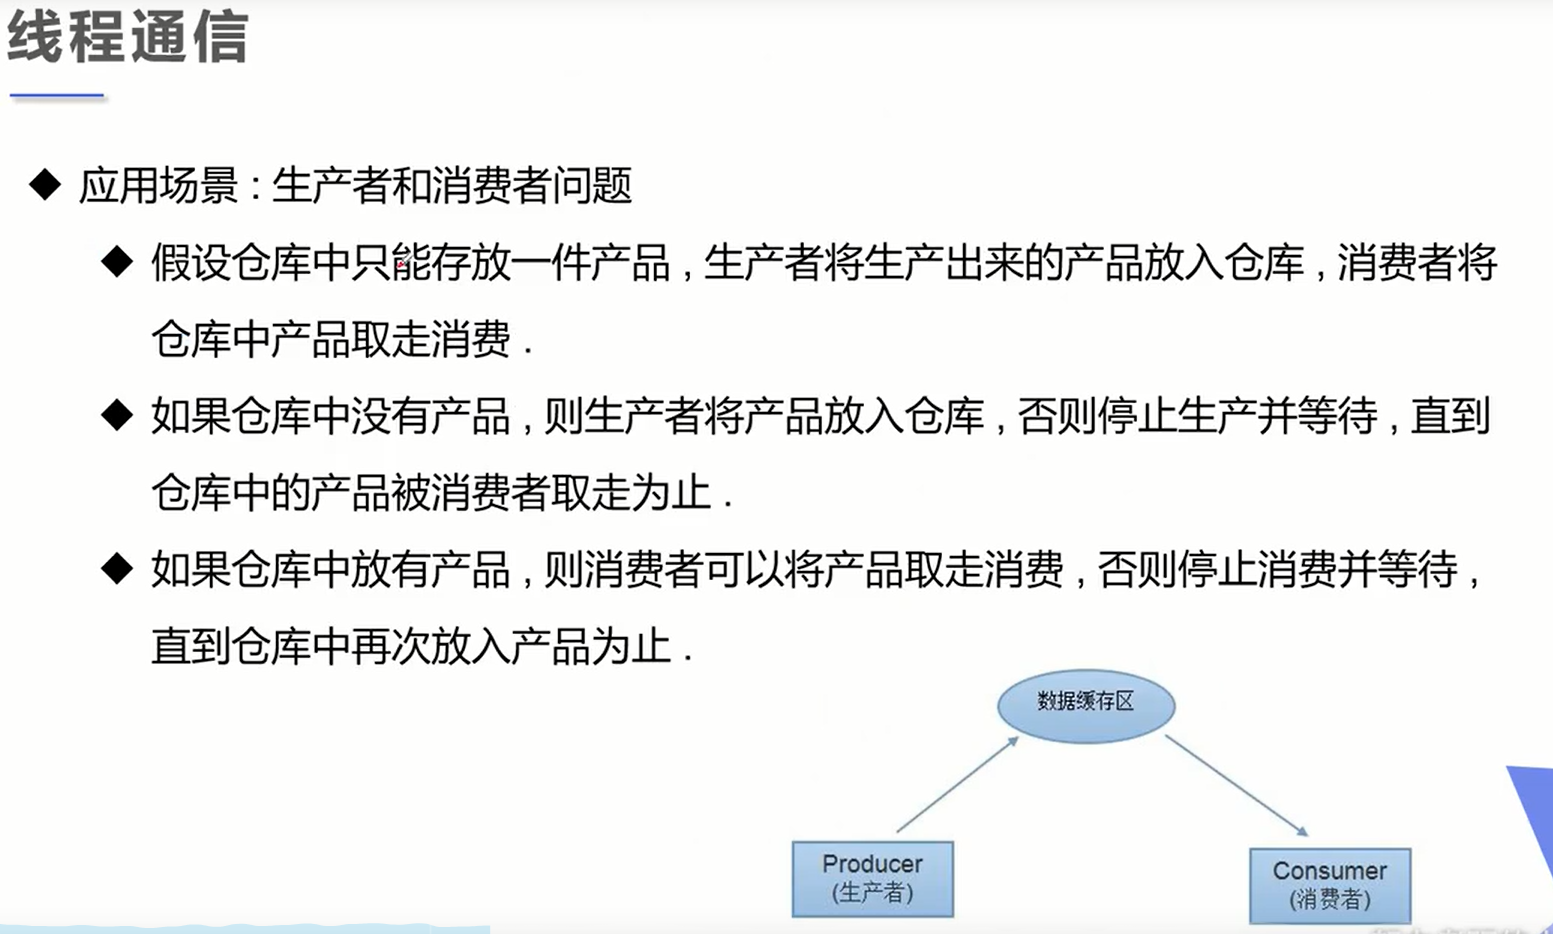 线程通信
◆ 应用场景 : 生产者和消费者问题
◆ 假设仓库中只能存放一件产品 , 生产者将生产出来的产品放入仓库 , 消费者将
仓库中产品取走消费 .
◆ 如果仓库中没有产品 , 则生产者将产品放入仓库 , 否则停止生产并等待 , 直到
仓库中的产品被消费者取走为止 .
◆ 如果仓库中放有产品 , 则消费者可以将产品取走消费 , 否则停止消费并等待 ,
直到仓库中再次放入产品为止 .
数据缓存区
Producer
(生产者)
Consumer
(消费者)